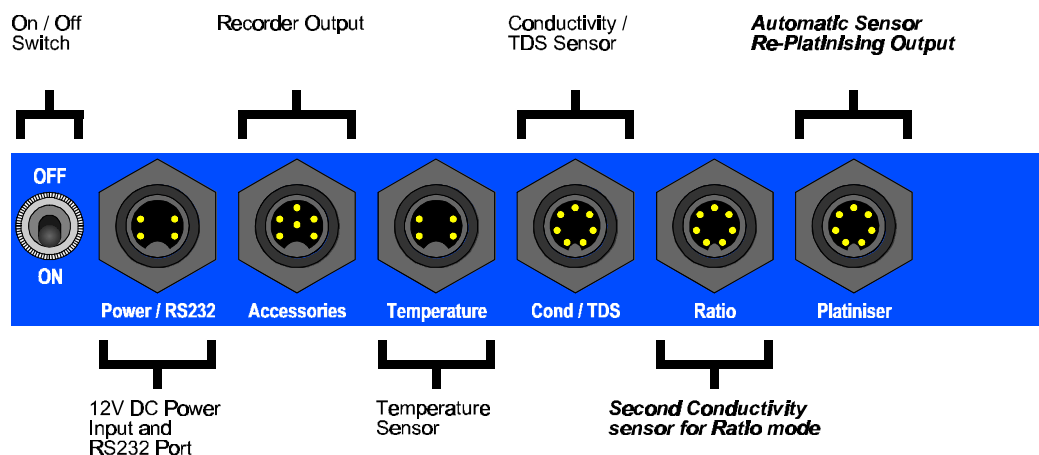 On / Off
Switch
Recorder Output
Conductivity /
TDS Sensor
Automatic Sensor
Re-Platinising Output
OFF
ON
Power / RS232
Accessories
Temperature
Cond / TDS
Ratio
Platiniser
12V DC Power
Input and
RS232 Port
Temperature
Sensor
Second Conductivity
sensor for Ratio mode